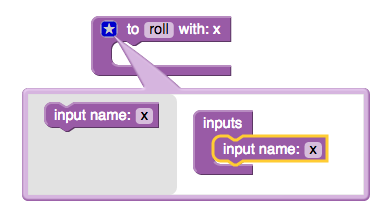 to roll with: x
input name: x
inputs
input name: x